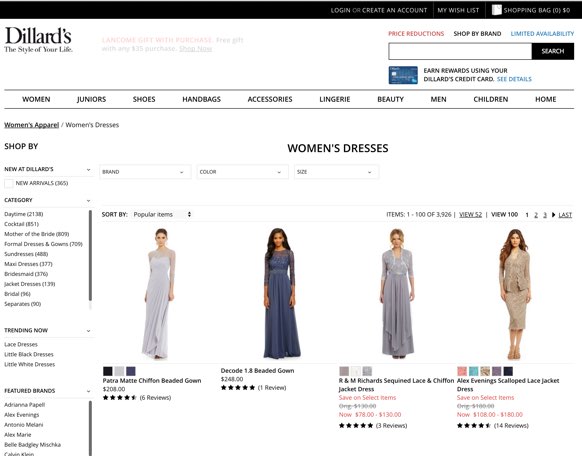 LOGIN OR CREATE AN ACCOUNT MY WISH LIST SHOPPING BAG (0) $0
Dillard's
The Style of Your Life.
LANCOME GIFT WITH PURCHASE. Free gift
with any $35 purchase. Shop Now
PRICE REDUCTIONS SHOP BY BRAND LIMITED AVAILABILITY
SEARCH
EARN REWARDS USING YOUR
DILLARD'S CREDIT CARD. SEE DETAILS
WOMEN JUNIORS SHOES HANDBAGS ACCESSORIES LINGERIE BEAUTY MEN CHILDREN HOME
Women's Apparel / Women's Dresses
SHOP BY
WOMEN'S DRESSES
NEW AT DILLARD'S
NEW ARRIVALS (365)
BRAND COLOR SIZE
CATEGORY
Daytime (2138)
Cocktail (851)
Mother of the Bride (809)
Formal Dresses & Gowns (709)
Sundresses (488)
Maxi Dresses (377)
Bridesmaid (376)
Jacket Dresses (139)
Bridal (96)
Separates (90)
TRENDING NOW
Lace Dresses
Little Black Dresses
Little White Dresses
FEATURED BRANDS
Adrianna Papell
Alex Evenings
Antonio Melani
Alex Marie
Belle Badgley Mischka
Calvin Klein
SORT BY: Popular items
ITEMS: 1 - 100 OF 3,926 | VIEW 52 | VIEW 100 1 2 3 LAST
Patra Matte Chiffon Beaded Gown
$208.00
(6 Reviews)
Decode 1.8 Beaded Gown
$248.00
(1 Review)
R & M Richards Sequined Lace & Chiffon
Jacket Dress
Save on Select Items
Orig. $130.00
Now $78.00 - $130.00
(3 Reviews)
Alex Evenings Scalloped Lace Jacket
Dress
Save on Select Items
Orig. $180.00
Now $108.00 - $180.00
(14 Reviews)